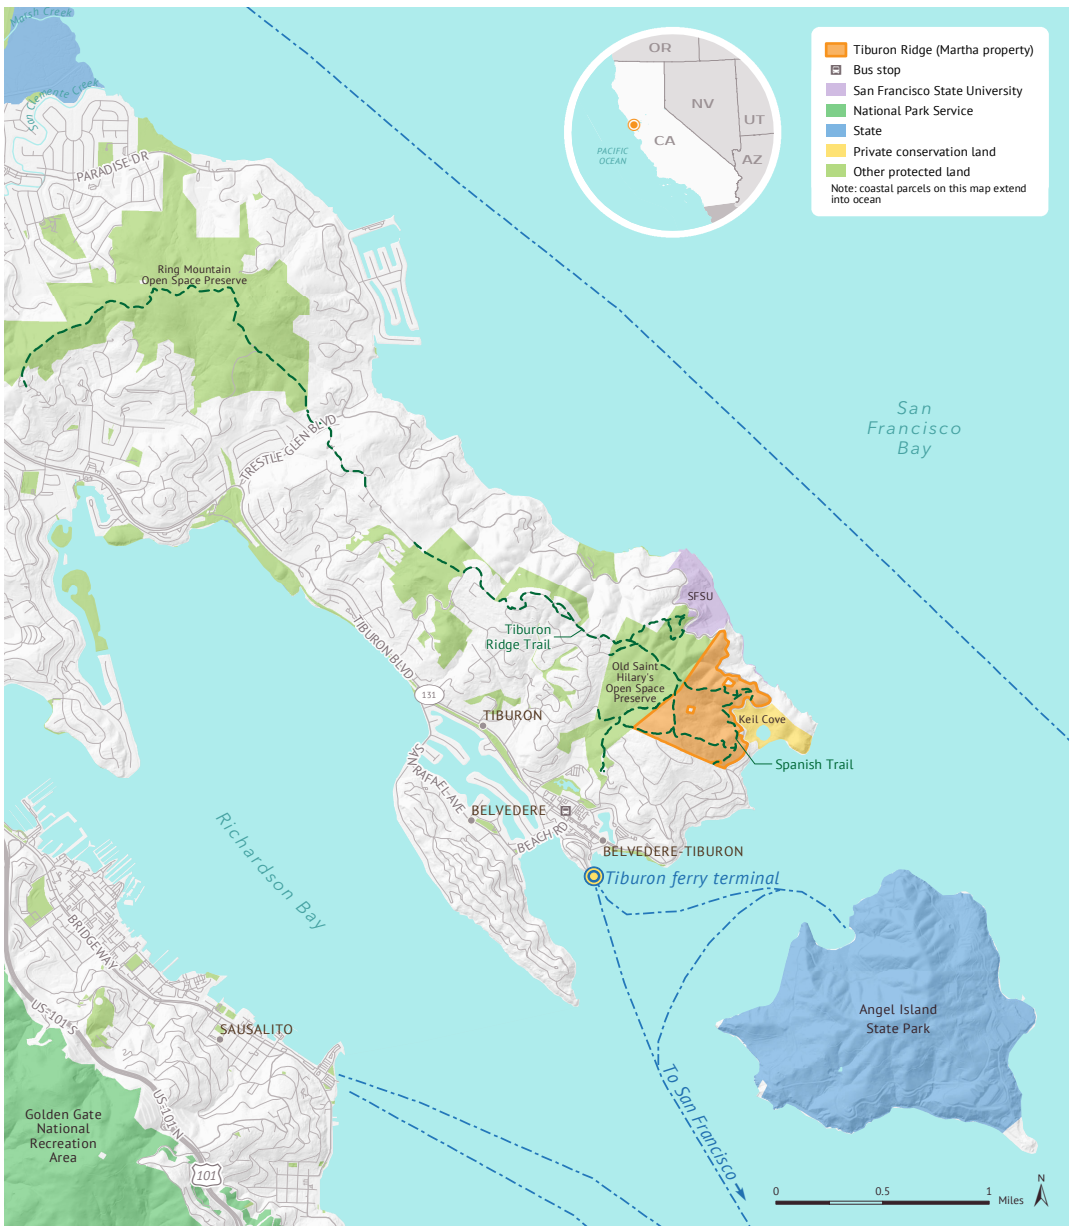 Marsh Creek
San Clemente Creek
PARADISE DR
Ring Mountain
Open Space Preserve
TRESTLE GLEN BLVD
OR
NV
UT
CA
AZ
PACIFIC
OCEAN
Tiburon Ridge (Martha property)
Bus stop
San Francisco State University
National Park Service
State
Private conservation land
Other protected land
Note: coastal parcels on this map extend
into ocean
San
Francisco
Bay
SFSU
Tiburon
Ridge Trail
Old Saint
Hilary's
Open Space
Preserve
TIBURON BLVD
131
TIBURON
Keil Cove
Spanish Trail
SAN RAFAEL AVE
BELVEDERE
BEACH RD
BELVEDERE-TIBURON
Tiburon ferry terminal
Richardson Bay
BRIDGEWAY
US-101 S
SAUSALITO
Angel Island
State Park
To San Francisco
US-101 N
Golden Gate
National
Recreation
Area
101
0
0.5
1
Miles
N